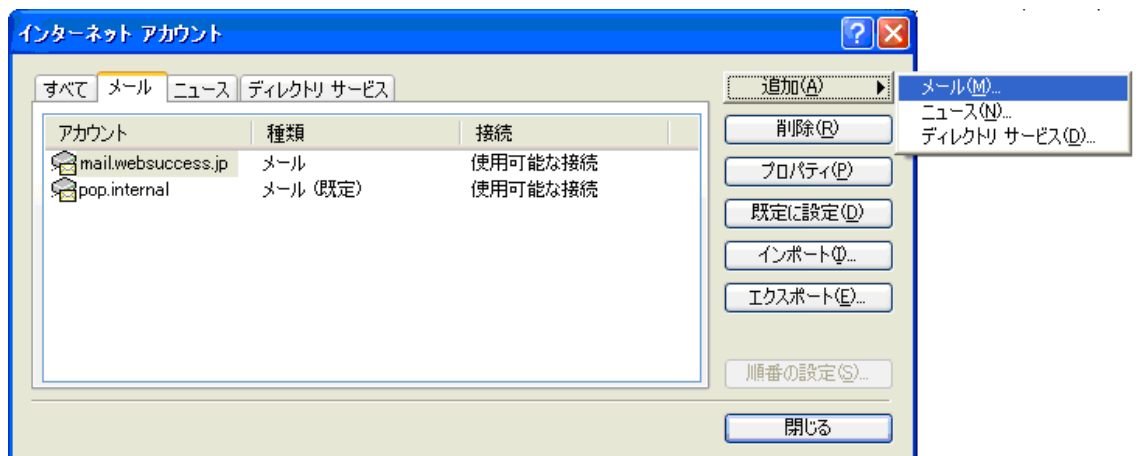 インターネット アカウント
すべて メール ニュース ディレクトリ サービス
アカウント 種類 接続
mail.websuccess.jp メール 使用可能な接続
pop.internal メール (既定) 使用可能な接続
追加(A)
削除(R)
プロパティ(P)
既定に設定(D)
インポート(I)...
エクスポート(E)...
順番の設定(S)...
閉じる
メール(M)...
ニュース(N)...
ディレクトリ サービス(D)...